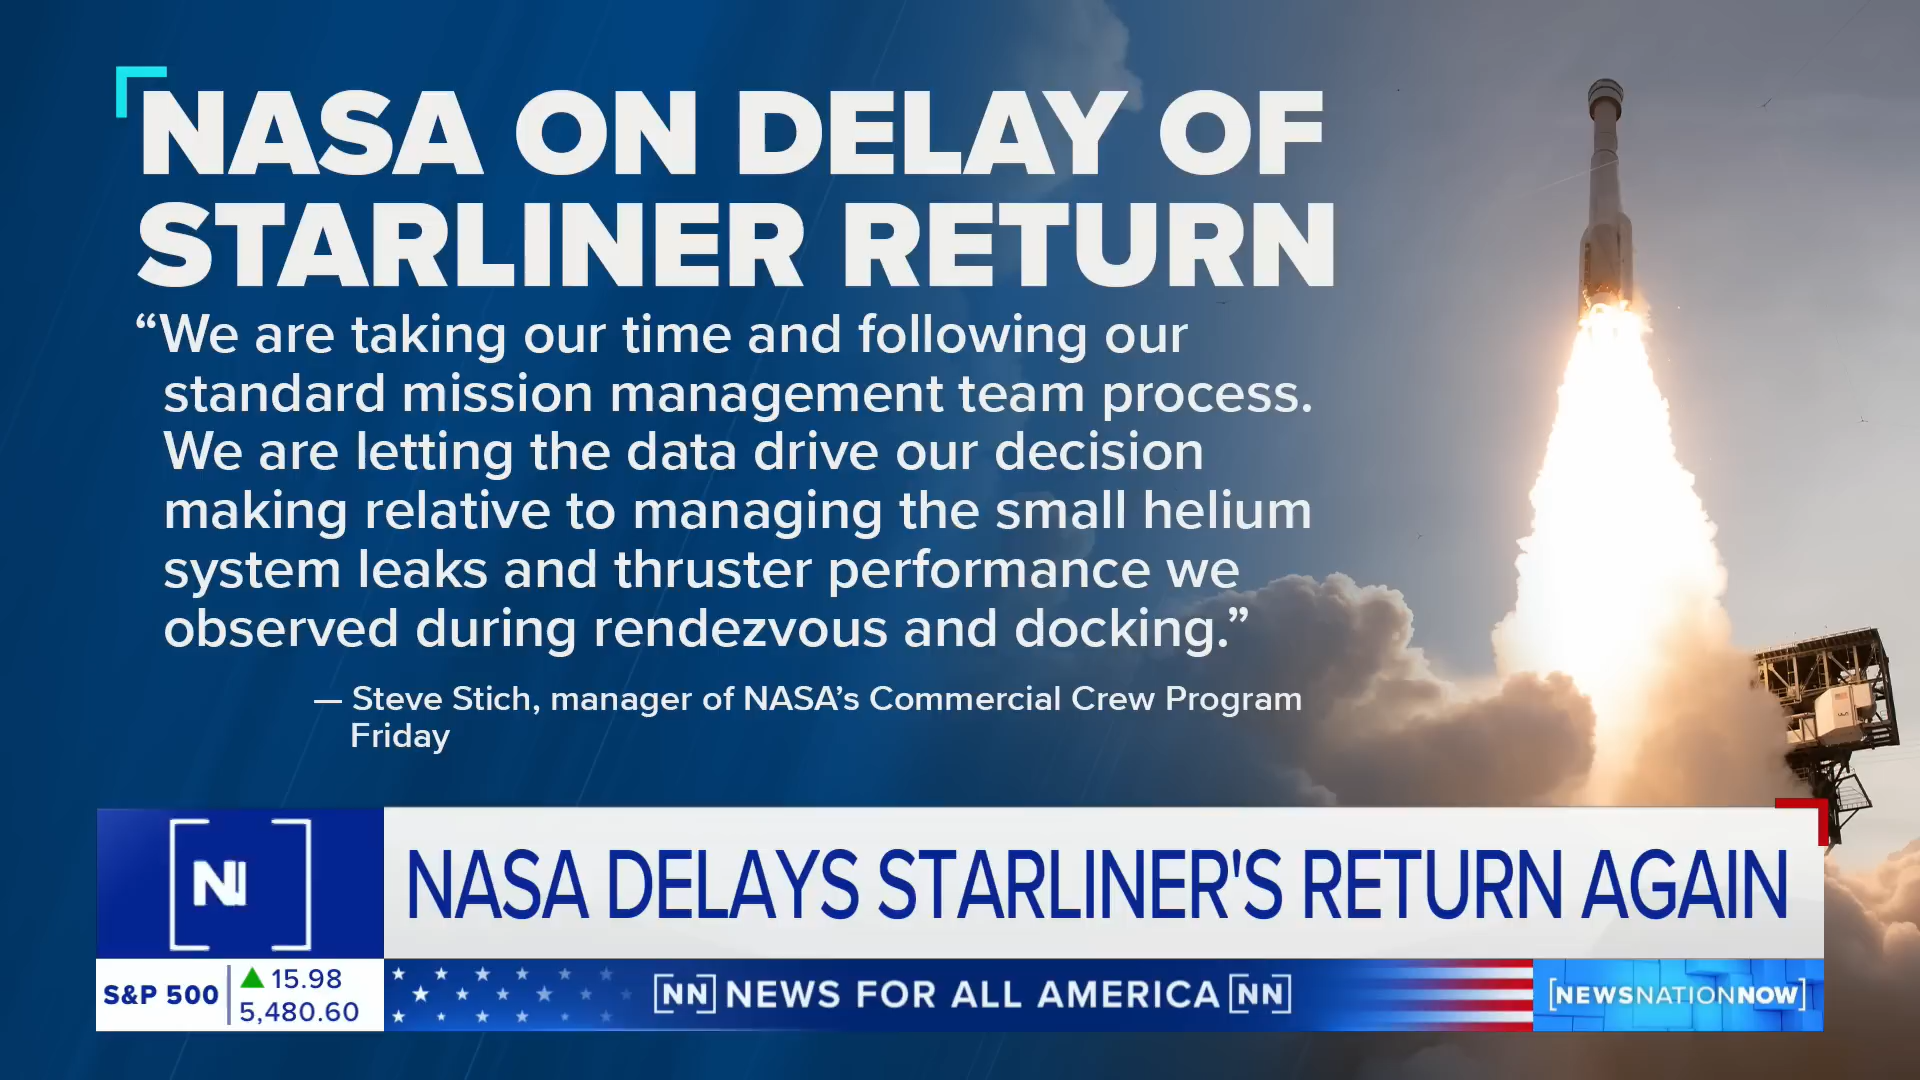 NASA ON DELAY OF
STARLINER RETURN
“We are taking our time and following our
standard mission management team process.
We are letting the data drive our decision
making relative to managing the small helium
system leaks and thruster performance we
observed during rendezvous and docking.”
— Steve Stich, manager of NASA’s Commercial Crew Program
Friday
NASA DELAYS STARLINER'S RETURN AGAIN
S&P 500
15.98
5,480.60
[NN] NEWS FOR ALL AMERICA [NN]
[NEWSNATIONNOW]